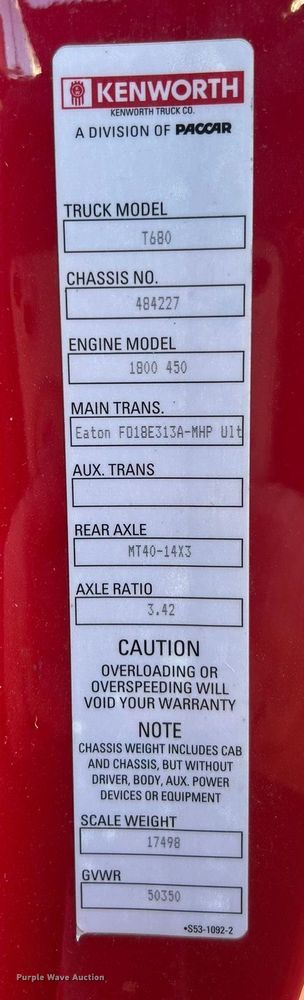 KENWORTH
KENWORTH TRUCK CO.
A DIVISION OF PACCAR
TRUCK MODEL
T680
CHASSIS NO.
484227
ENGINE MODEL
1800 450
MAIN TRANS.
Eaton FO18E313A-MHP Ult
AUX. TRANS
REAR AXLE
MT40-14X3
AXLE RATIO
3.42
CAUTION
OVERLOADING OR
OVERSPEEDING WILL
VOID YOUR WARRANTY
NOTE
CHASSIS WEIGHT INCLUDES CAB
AND CHASSIS, BUT WITHOUT
DRIVER, BODY, AUX. POWER
DEVICES OR EQUIPMENT
SCALE WEIGHT
17498
GVWR
50350
•S53-1092-2
Purple Wave Auction